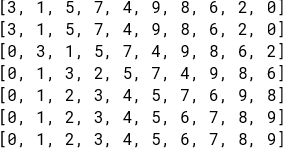 [3, 1, 5, 7, 4, 9, 8, 6, 2, 0]
[3, 1, 5, 7, 4, 9, 8, 6, 2, 0]
[0, 3, 1, 5, 7, 4, 9, 8, 6, 2]
[0, 1, 3, 2, 5, 7, 4, 9, 8, 6]
[0, 1, 2, 3, 4, 5, 7, 6, 9, 8]
[0, 1, 2, 3, 4, 5, 6, 7, 8, 9]
[0, 1, 2, 3, 4, 5, 6, 7, 8, 9]